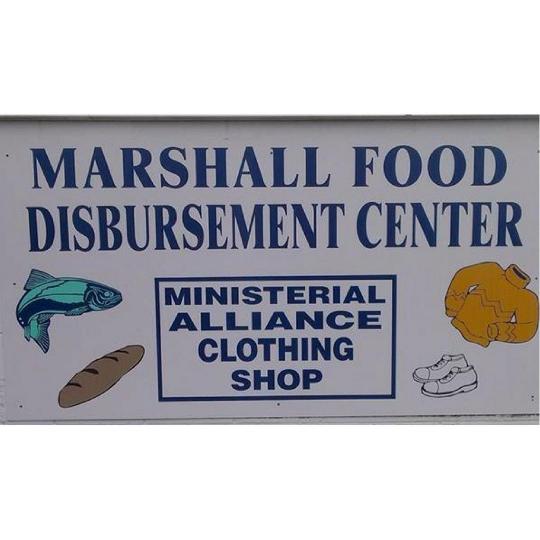 MARSHALL FOOD
DISBURSEMENT CENTER
MINISTERIAL
ALLIANCE
CLOTHING
SHOP